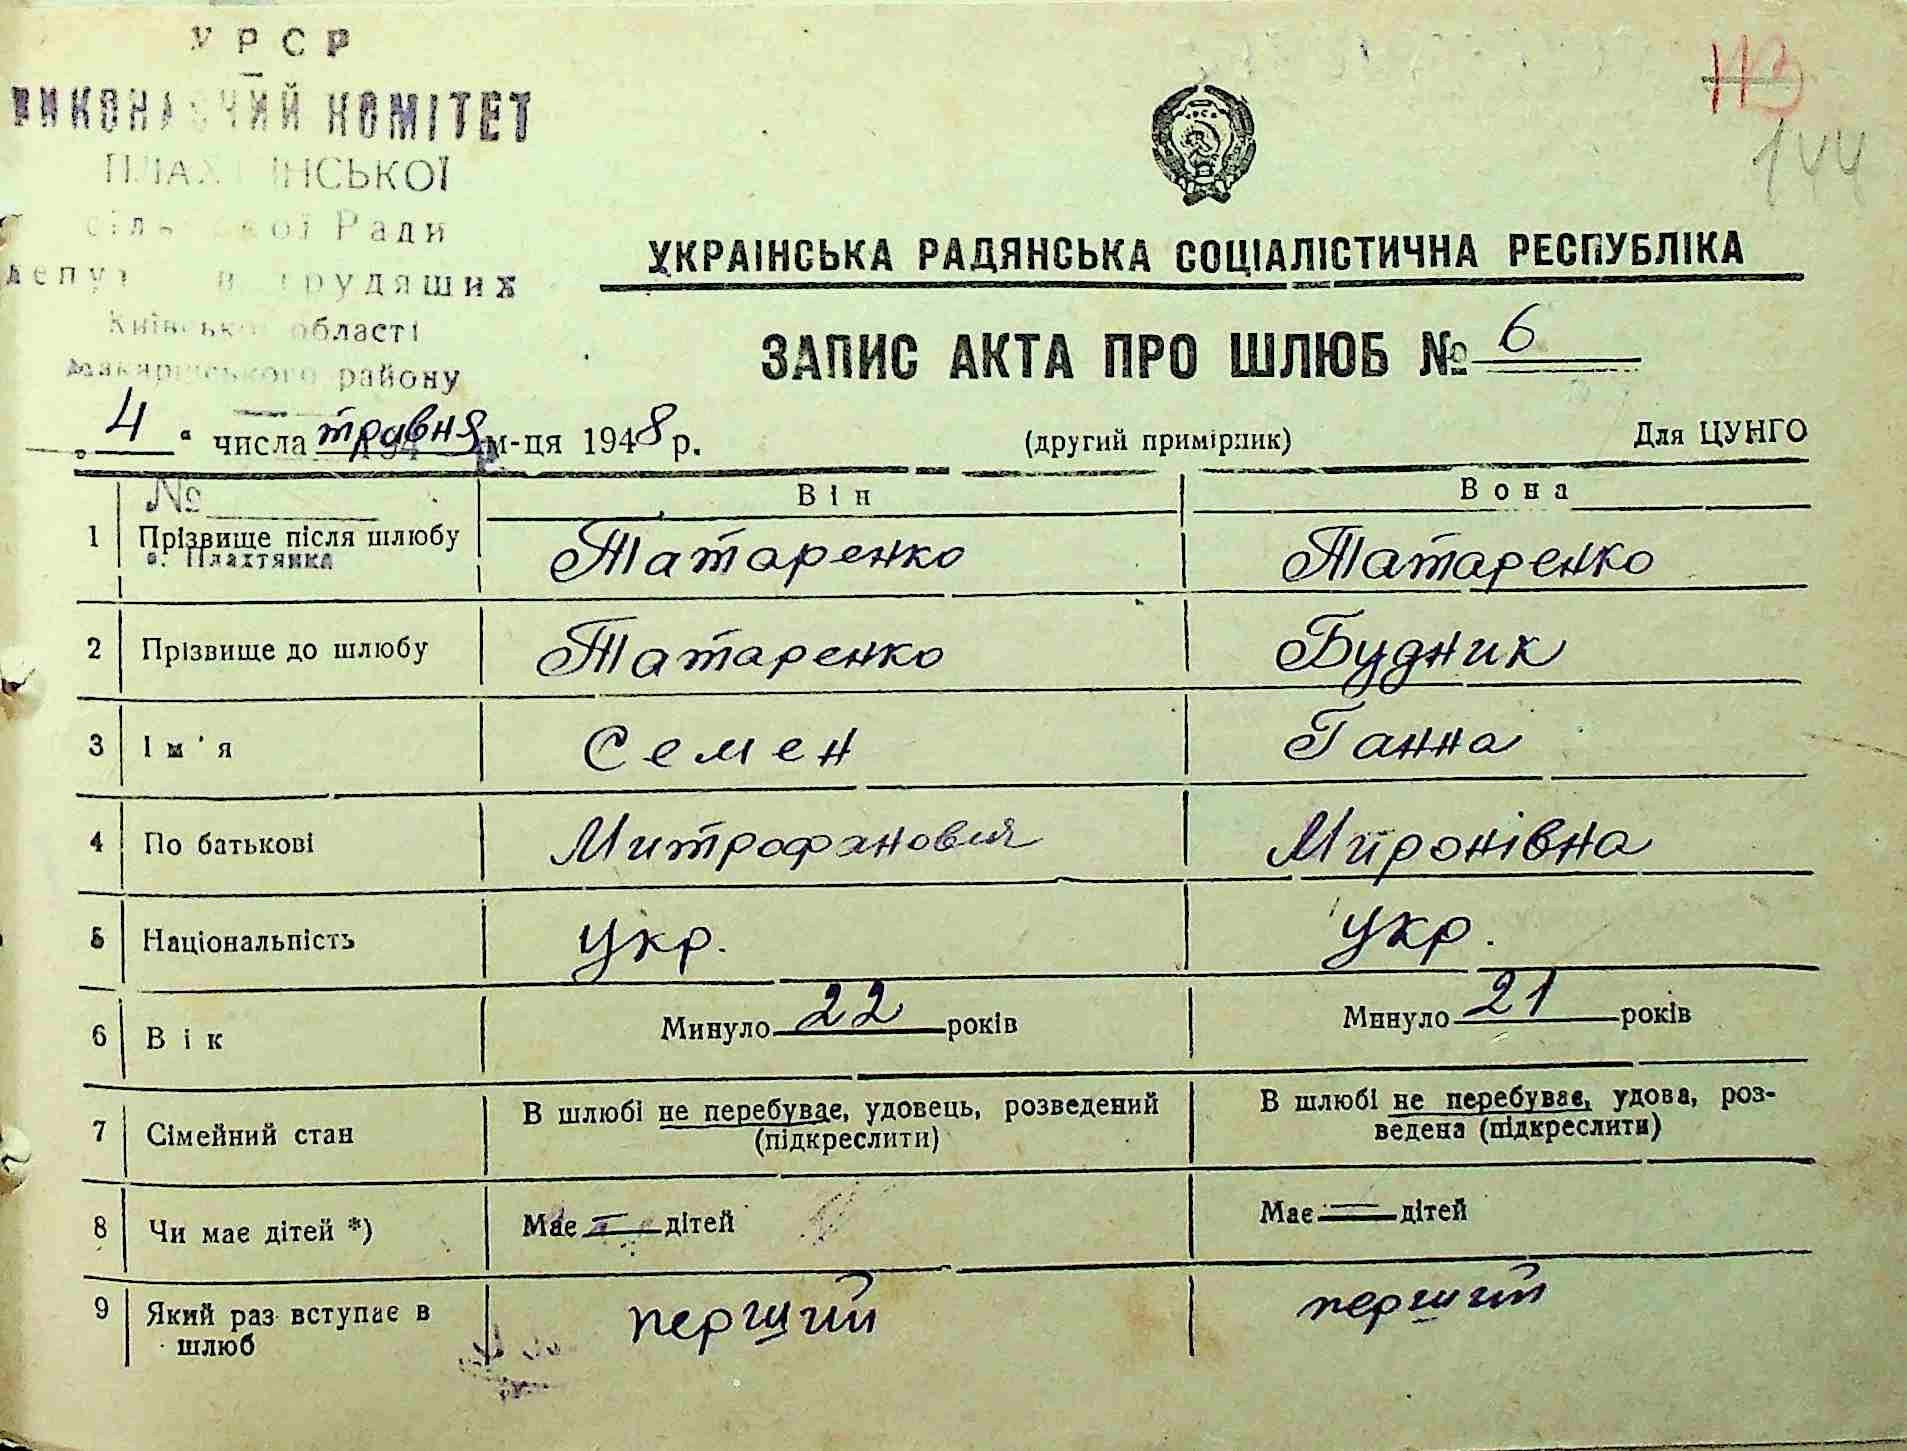 УРСР
ВИКОНАВЧИЙ КОМІТЕТ
ПЛАХТЯНСЬКОЇ
сільської Ради
депутатів трудящих
Київської області
Макарівського району
113
144
УКРАІНСЬКА РАДЯНСЬКА СОЦІАЛІСТИЧНА РЕСПУБЛІКА
ЗАПИС АКТА ПРО ШЛЮБ № 6
„4“ числа травня м-ця 1948 р. (другий примірник) Для ЦУНГО
№
Він Вона
1 Прізвище після шлюбу Татаренко Татаренко
с. Плахтянка
2 Прізвище до шлюбу Татаренко Будник
3 Ім'я Семен Ганна
4 По батькові Митрофанович Миронівна
5 Національність укр. укр.
6 Вік Минуло 22 років Минуло 21 років
7 Сімейний стан В шлюбі не перебуває, удовець, розведений (підкреслити) В шлюбі не перебуває, удова, роз-
ведена (підкреслити)
8 Чи має дітей *) Має — дітей Має — дітей
9 Який раз вступає в шлюб перший перший